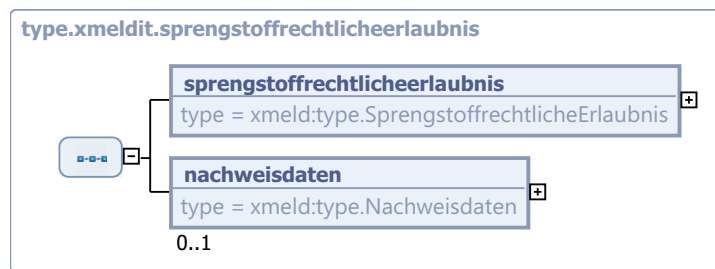 type.xmeldit.sprengstoffrechtlicheerlaubnis
sprengstoffrechtlicheerlaubnis
type = xmeld:type.SprengstoffrechtlicheErlaubnis
nachweisdaten
type = xmeld:type.Nachweisdaten
0..1